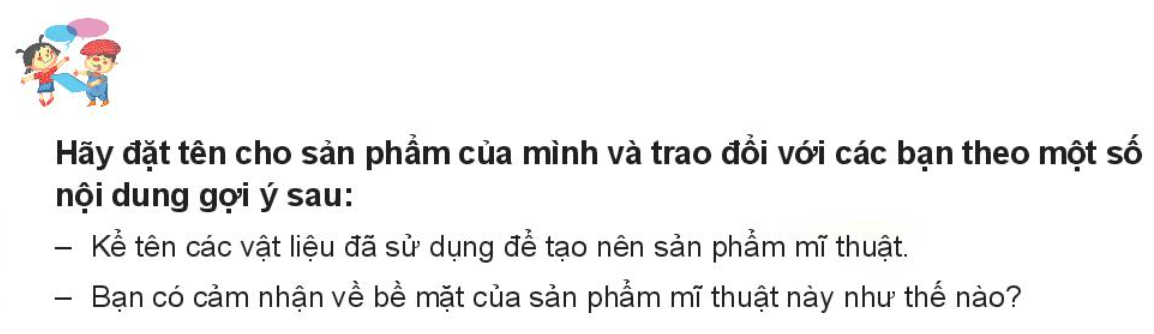 Hãy đặt tên cho sản phẩm của mình và trao đổi với các bạn theo một số
nội dung gợi ý sau:
– Kể tên các vật liệu đã sử dụng để tạo nên sản phẩm mĩ thuật.
– Bạn có cảm nhận về bề mặt của sản phẩm mĩ thuật này như thế nào?